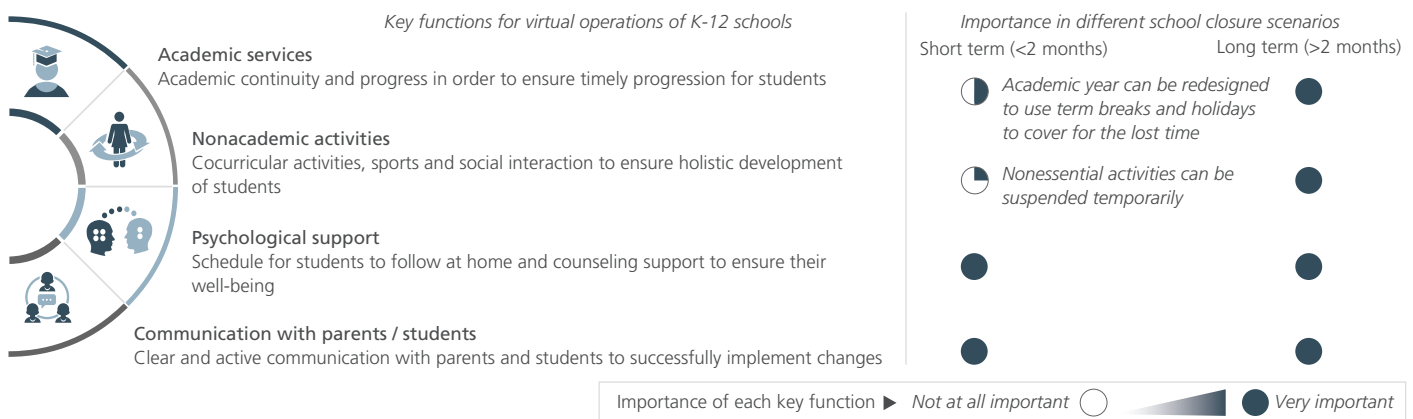 Key functions for virtual operations of K-12 schools
Importance in different school closure scenarios
Short term (<2 months)
Long term (>2 months)
Academic services
Academic continuity and progress in order to ensure timely progression for students
Academic year can be redesigned
to use term breaks and holidays
to cover for the lost time
Nonacademic activities
Cocurricular activities, sports and social interaction to ensure holistic development
of students
Nonessential activities can be
suspended temporarily
Psychological support
Schedule for students to follow at home and counseling support to ensure their
well-being
Communication with parents / students
Clear and active communication with parents and students to successfully implement changes
Importance of each key function ▶ Not at all important
Very important